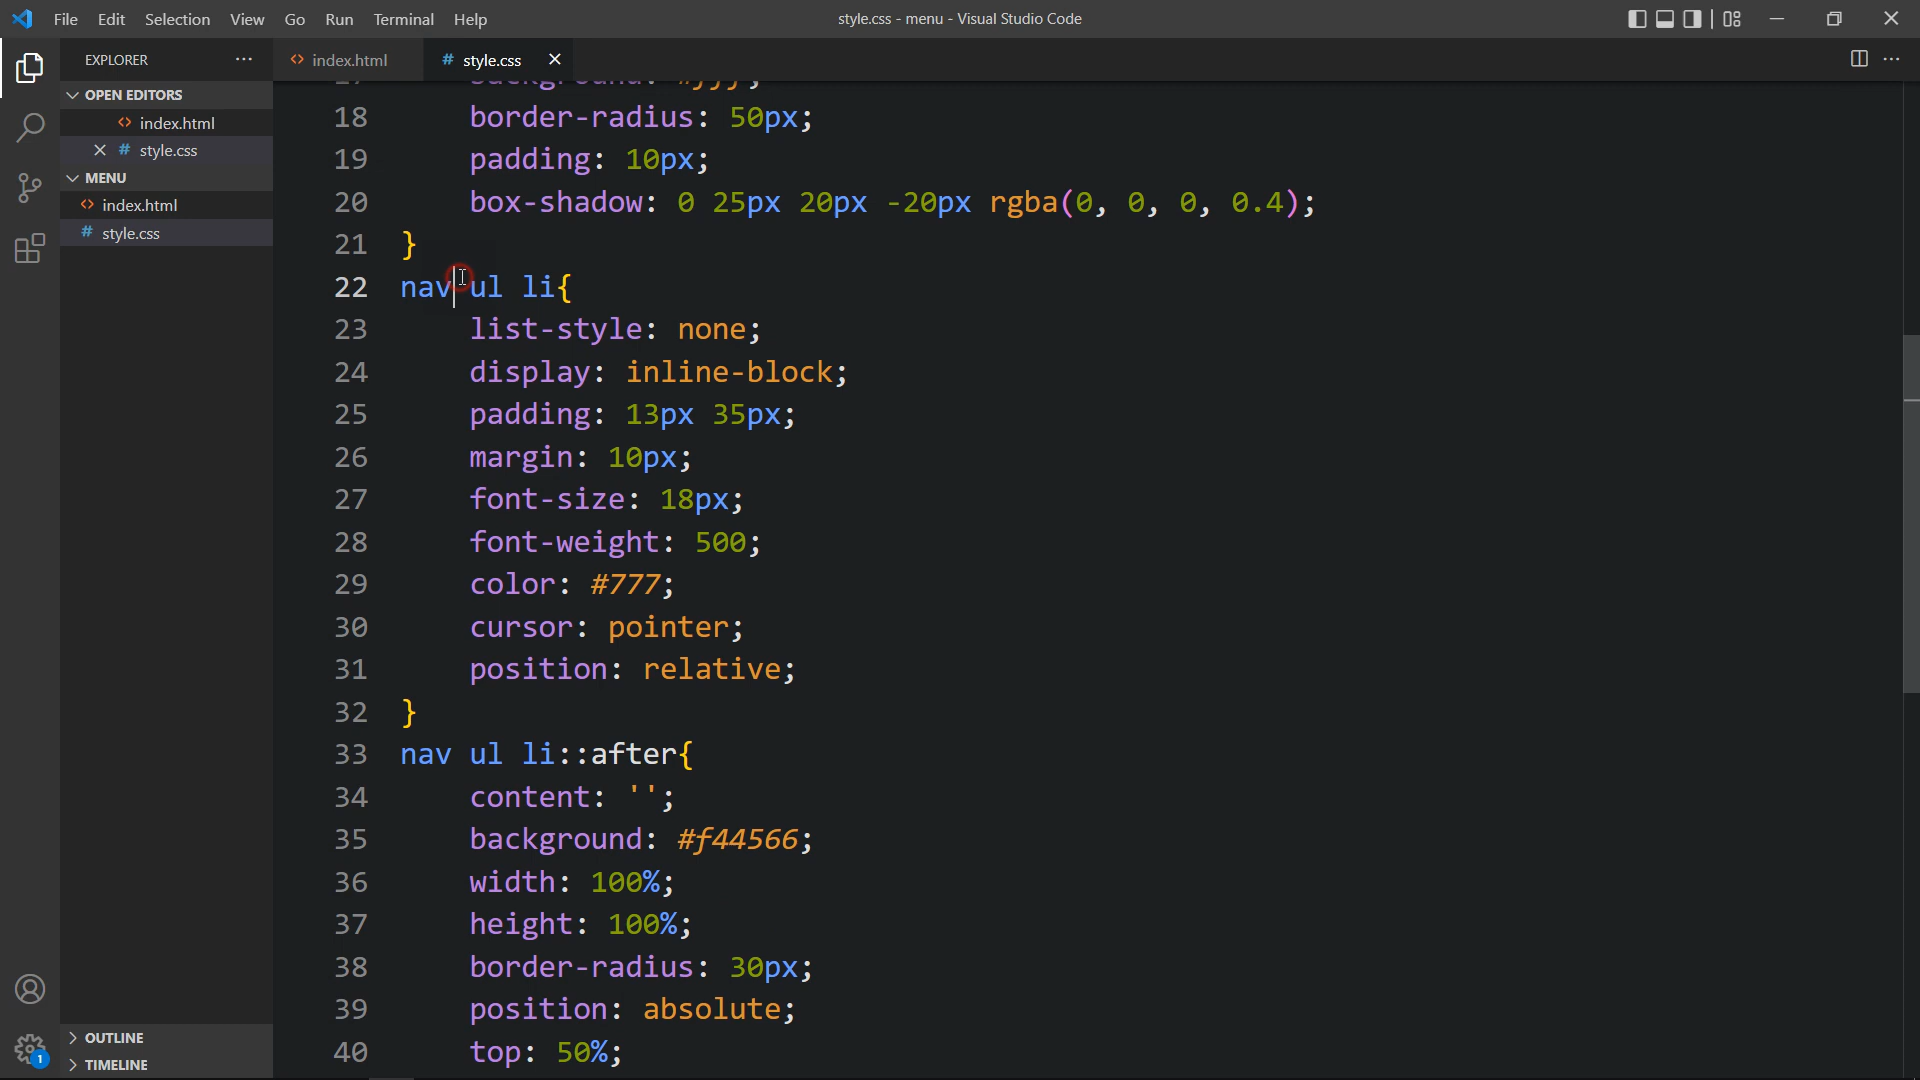 File Edit Selection View Go Run Terminal Help
style.css - menu - Visual Studio Code
EXPLORER
index.html
# style.css
OPEN EDITORS
index.html
# style.css
MENU
index.html
# style.css
OUTLINE
TIMELINE
1
18 border-radius: 50px;
19 padding: 10px;
20 box-shadow: 0 25px 20px -20px rgba(0, 0, 0, 0.4);
21 }
22 nav ul li{
23 list-style: none;
24 display: inline-block;
25 padding: 13px 35px;
26 margin: 10px;
27 font-size: 18px;
28 font-weight: 500;
29 color: #777;
30 cursor: pointer;
31 position: relative;
32 }
33 nav ul li::after{
34 content: '';
35 background: #f44566;
36 width: 100%;
37 height: 100%;
38 border-radius: 30px;
39 position: absolute;
40 top: 50%;